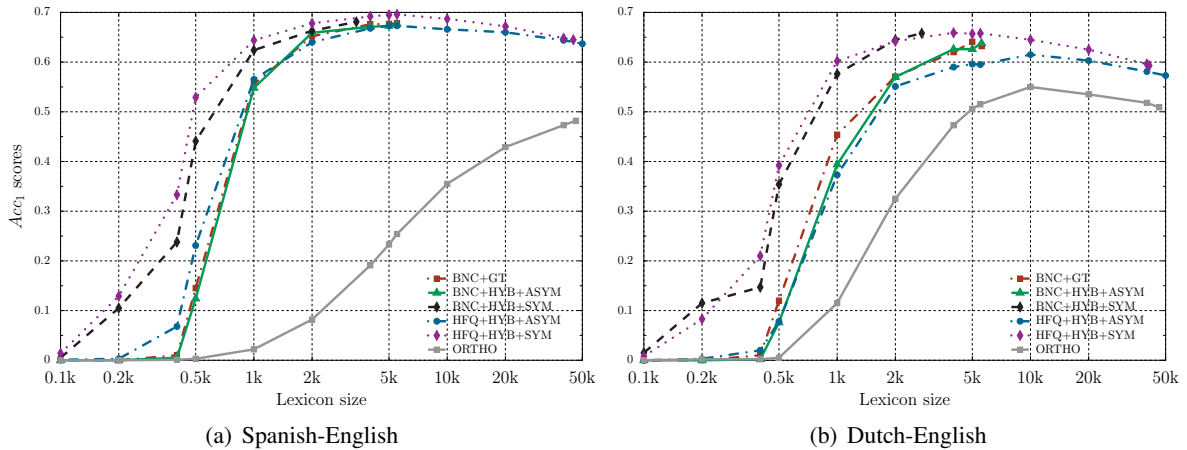 0.7
0.6
0.5
0.4
0.3
0.2
0.1
0
Acc₁ scores
0.1k 0.2k 0.5k 1k 2k 5k 10k 20k 50k
Lexicon size
BNC+GT
BNC+HYB+ASYM
BNC+HYB+SYM
HFQ+HYB+ASYM
HFQ+HYB+SYM
ORTHO
(a) Spanish-English
0.7
0.6
0.5
0.4
0.3
0.2
0.1
0
0.1k 0.2k 0.5k 1k 2k 5k 10k 20k 50k
Lexicon size
BNC+GT
BNC+HYB+ASYM
BNC+HYB+SYM
HFQ+HYB+ASYM
HFQ+HYB+SYM
ORTHO
(b) Dutch-English